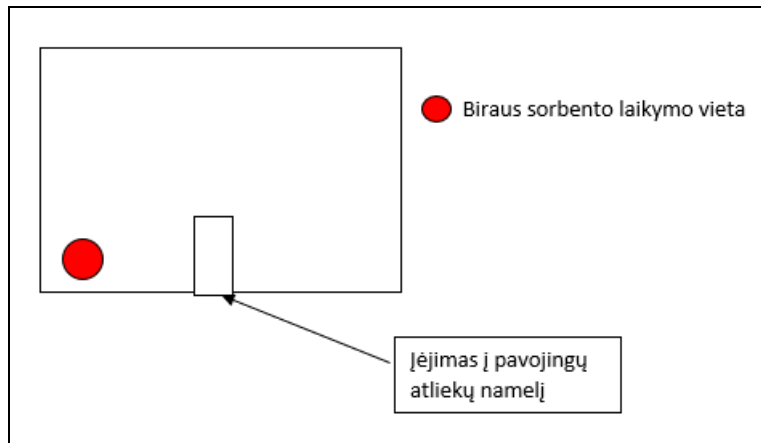 Biraus sorbento laikymo vieta
Įėjimas į pavojingų
atliekų namelį